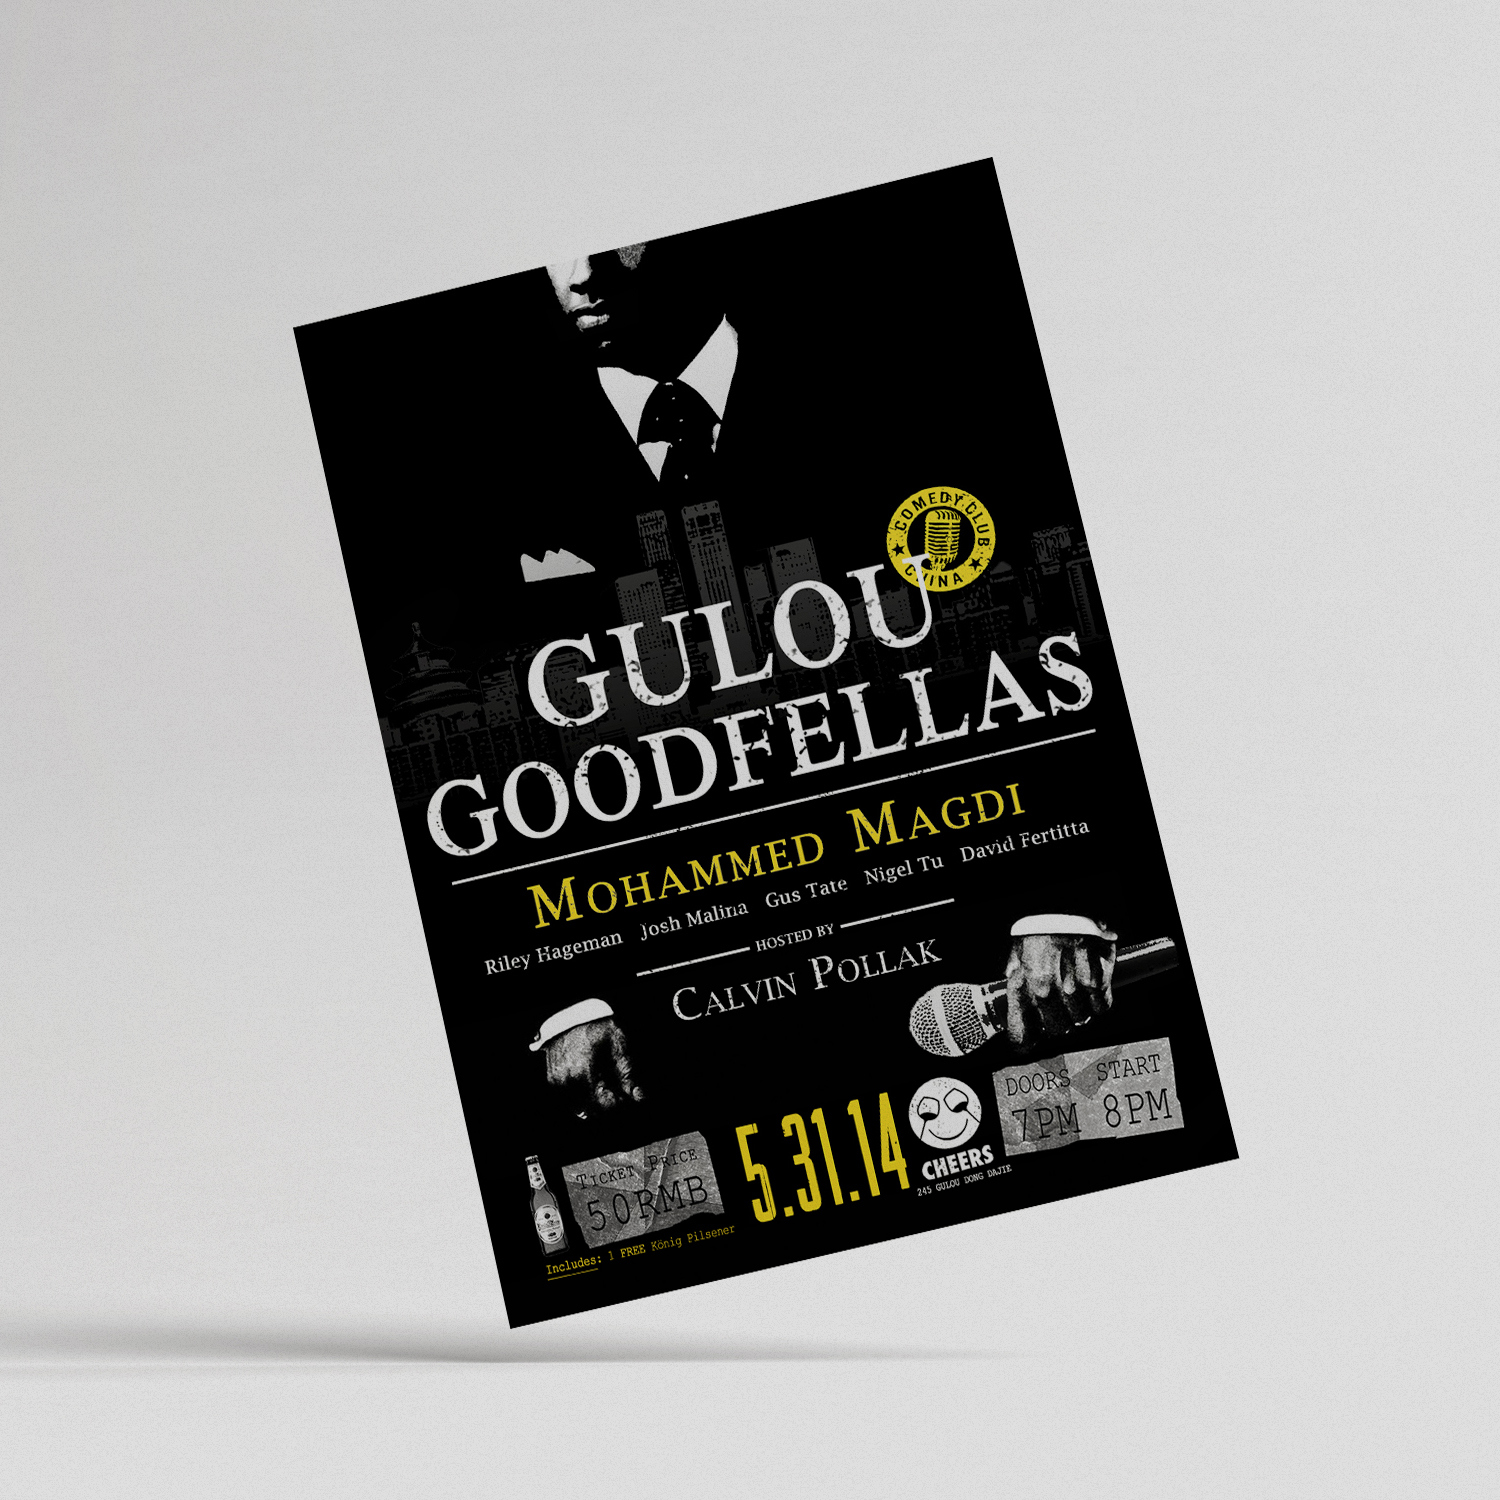 COMEDY CLUB
CHINA
GULOU
GOODFELLAS
MOHAMMED MAGDI
Riley Hageman Josh Malina Gus Tate Nigel Tu David Fertitta
HOSTED BY
CALVIN POLLAK
TICKET PRICE
50RMB
Includes: 1 FREE König Pilsener
5.31.14
CHEERS
245 GULOU DONG DAJIE
DOORS START
7PM 8PM